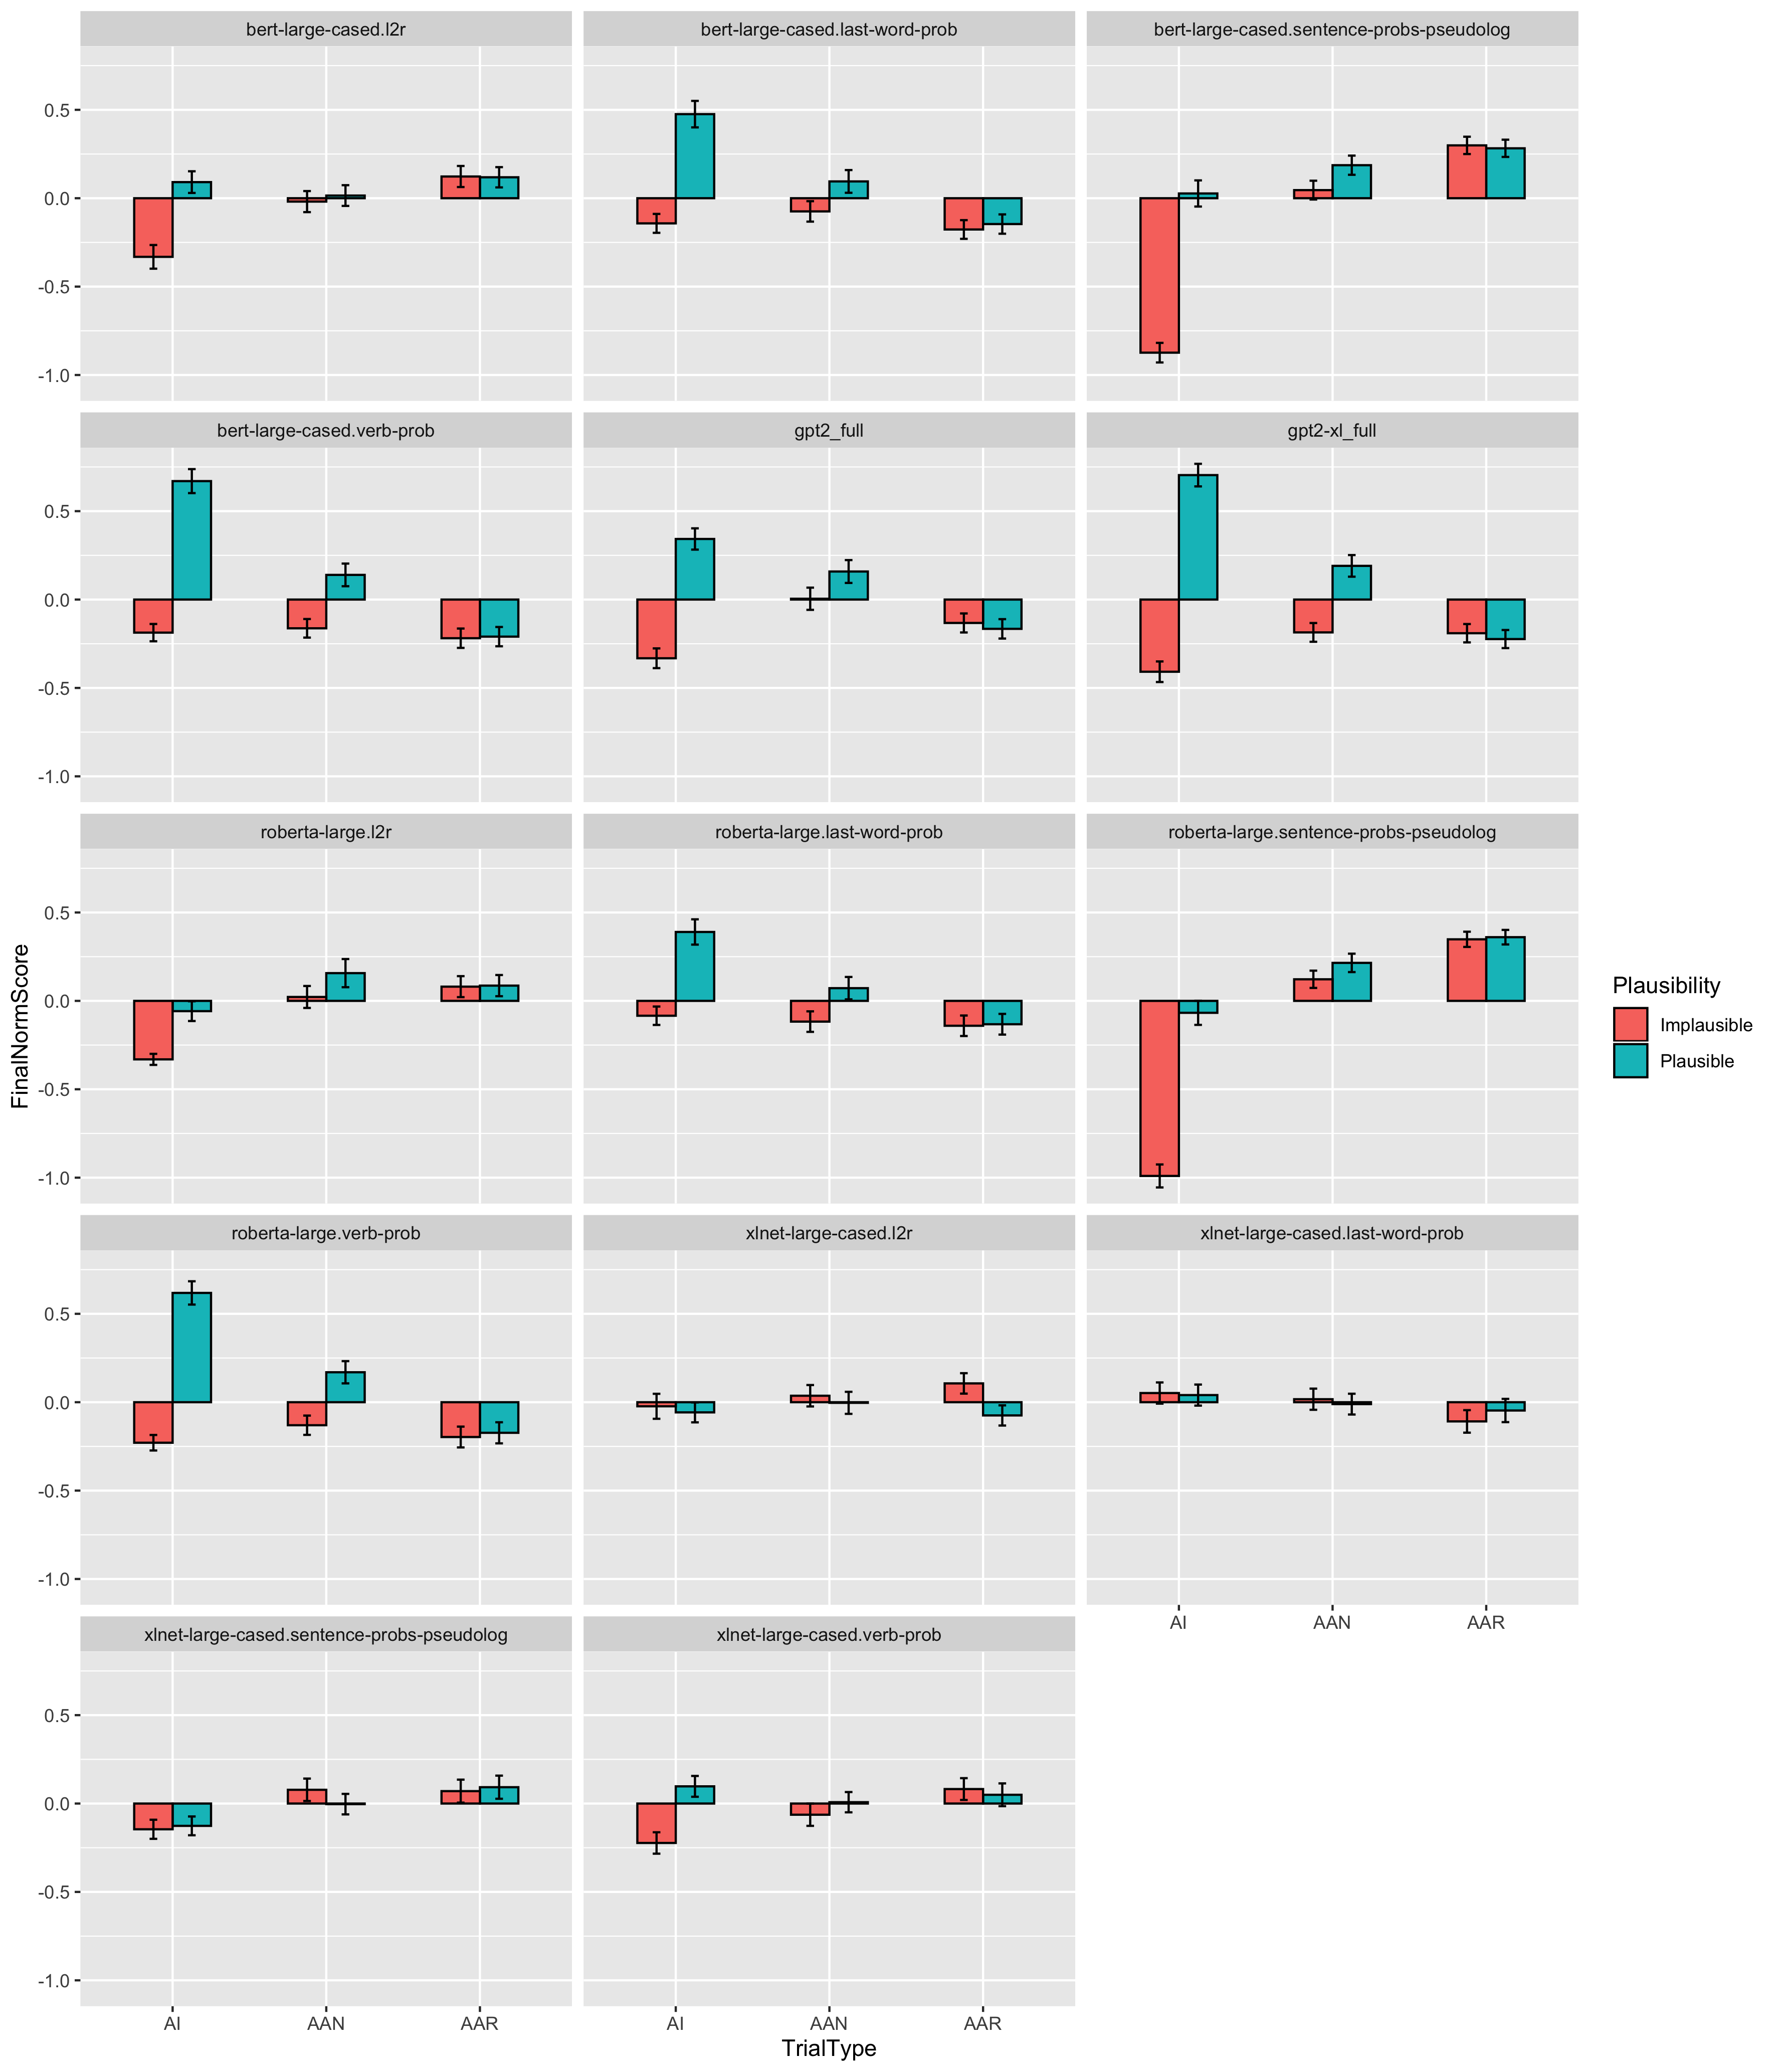 bert-large-cased.l2r
bert-large-cased.last-word-prob
bert-large-cased.sentence-probs-pseudolog
0.5
0.0
-0.5
-1.0
bert-large-cased.verb-prob
gpt2_full
gpt2-xl_full
0.5
0.0
-0.5
-1.0
roberta-large.l2r
roberta-large.last-word-prob
roberta-large.sentence-probs-pseudolog
0.5
0.0
-0.5
-1.0
roberta-large.verb-prob
xlnet-large-cased.l2r
xlnet-large-cased.last-word-prob
0.5
0.0
-0.5
-1.0
AI AAN AAR
xlnet-large-cased.sentence-probs-pseudolog
xlnet-large-cased.verb-prob
0.5
0.0
-0.5
-1.0
AI AAN AAR
AI AAN AAR
TrialType
FinalNormScore
Plausibility
Implausible
Plausible